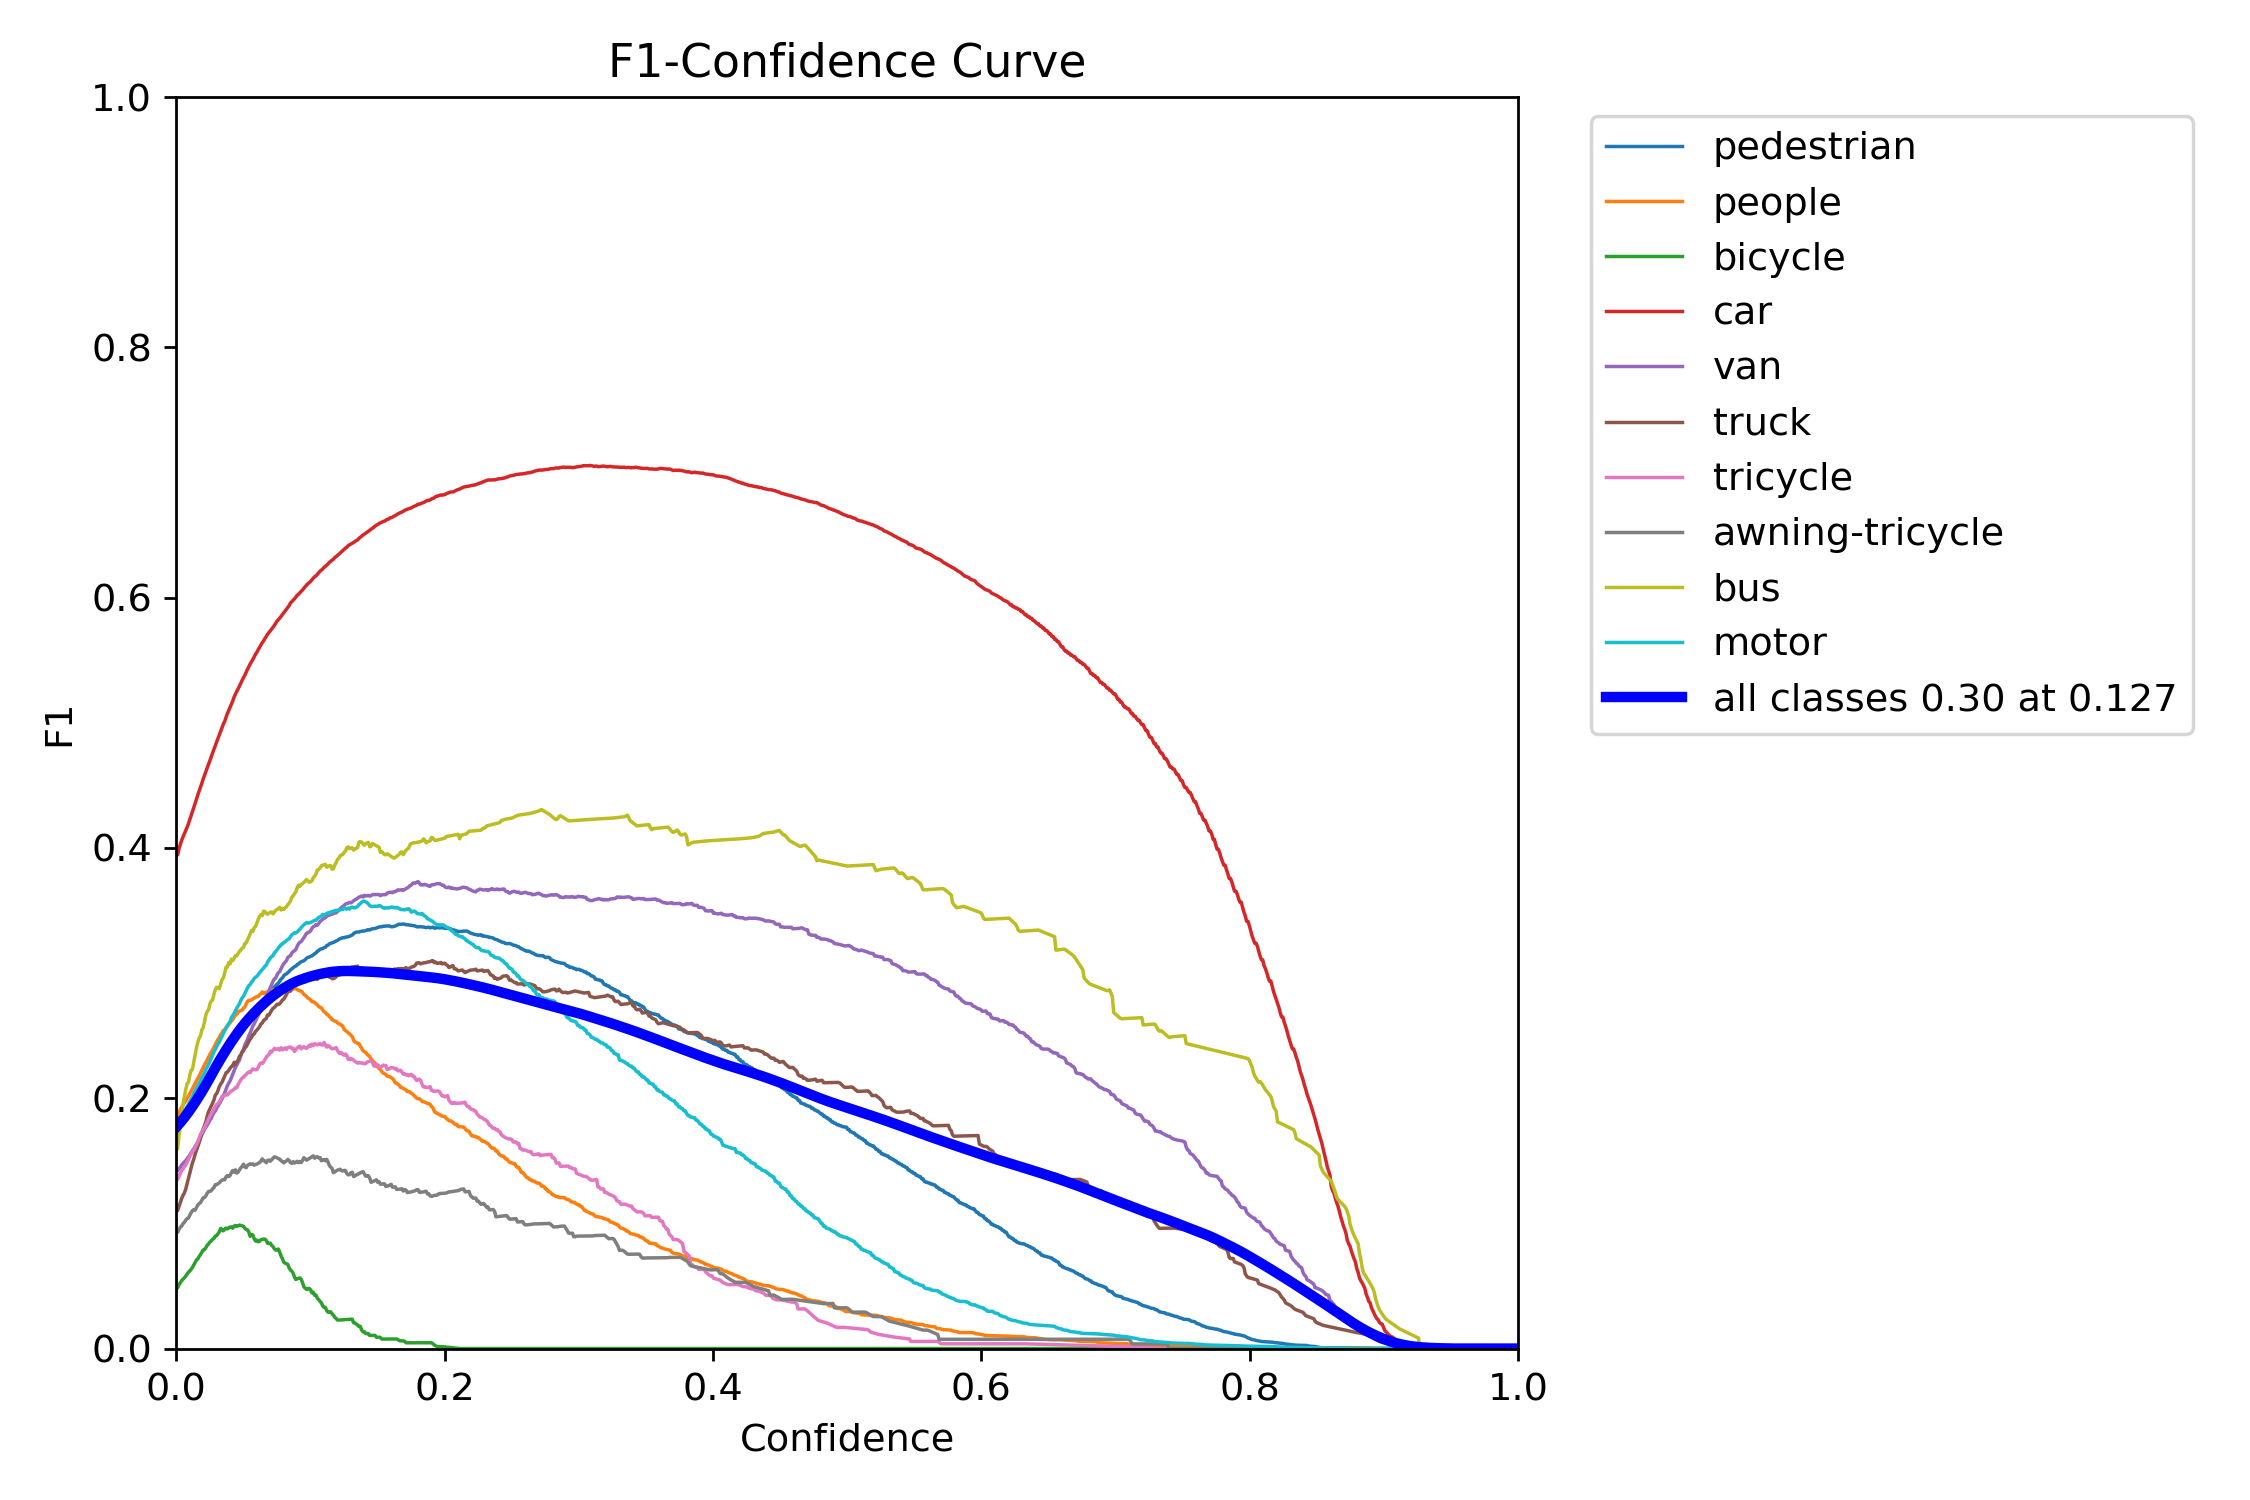 F1-Confidence Curve
1.0
0.8
0.6
0.4
0.2
0.0
F1
0.0 0.2 0.4 0.6 0.8 1.0
Confidence
pedestrian
people
bicycle
car
van
truck
tricycle
awning-tricycle
bus
motor
all classes 0.30 at 0.127